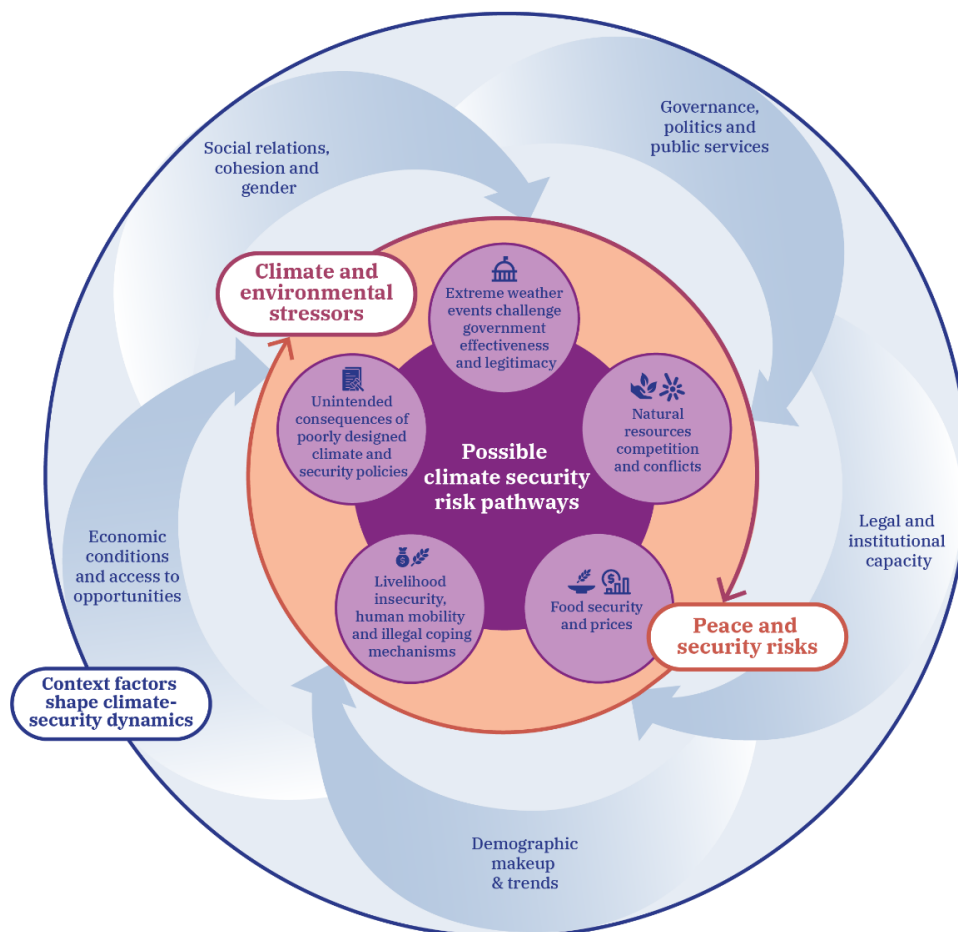 Governance,
politics and
public services
Social relations,
cohesion and
gender
Climate and
environmental
stressors
Extreme weather
events challenge
government
effectiveness
and legitimacy
Unintended
consequences of
poorly designed
climate and
security policies
Natural
resources
competition
and conflicts
Possible
climate security
risk pathways
Legal and
institutional
capacity
Economic
conditions
and access to
opportunities
Livelihood
insecurity,
human mobility
and illegal coping
mechanisms
Food security
and prices
Peace and
security risks
Context factors
shape climate-
security dynamics
Demographic
makeup
& trends